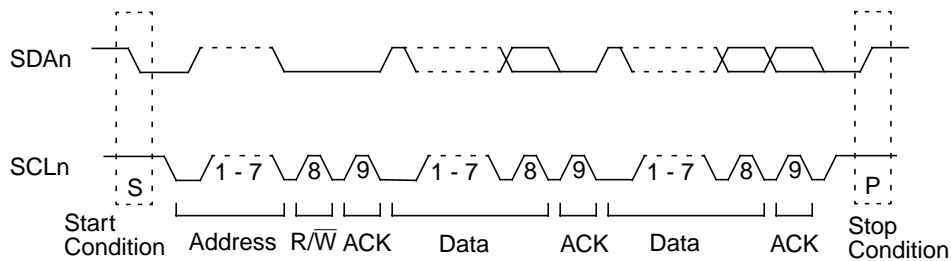 SDAn
SCLn
1 - 7 8 9 1 - 7 8 9 1 - 7 8 9
S P
Start
Condition
Address R/W̅ ACK Data ACK Data ACK
Stop
Condition